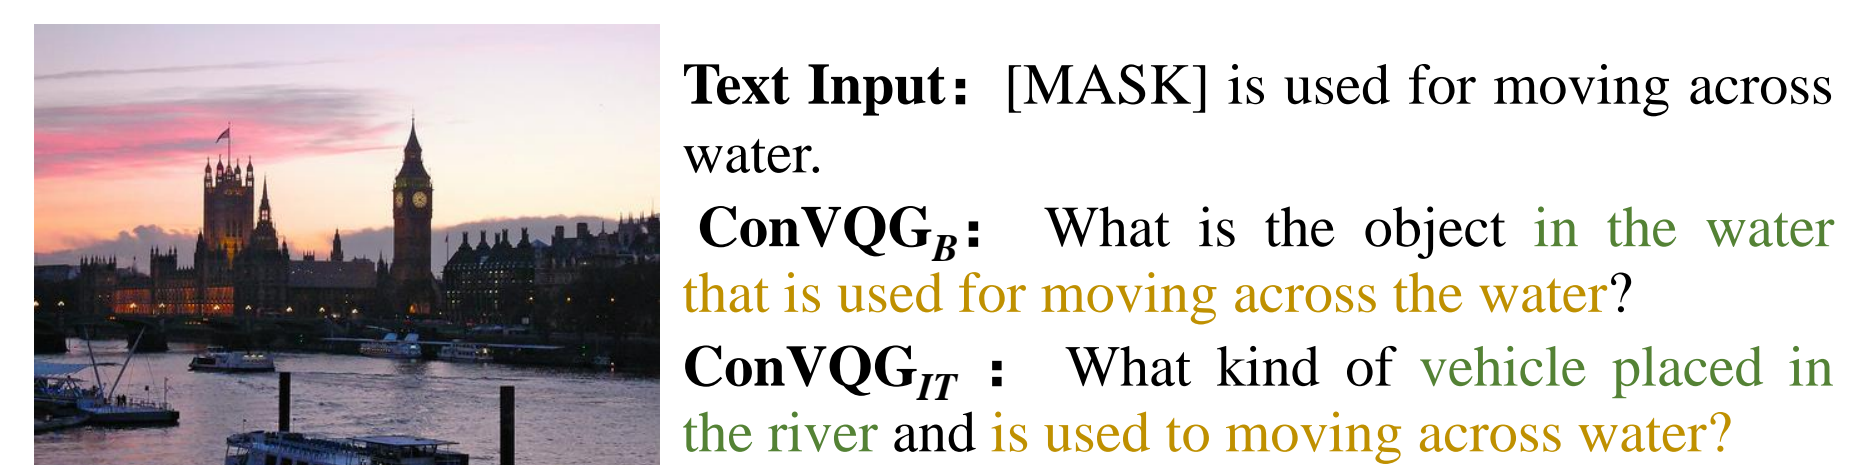 Text Input: [MASK] is used for moving across
water.
ConVQG_B: What is the object in the water
that is used for moving across the water?
ConVQG_IT : What kind of vehicle placed in
the river and is used to moving across water?